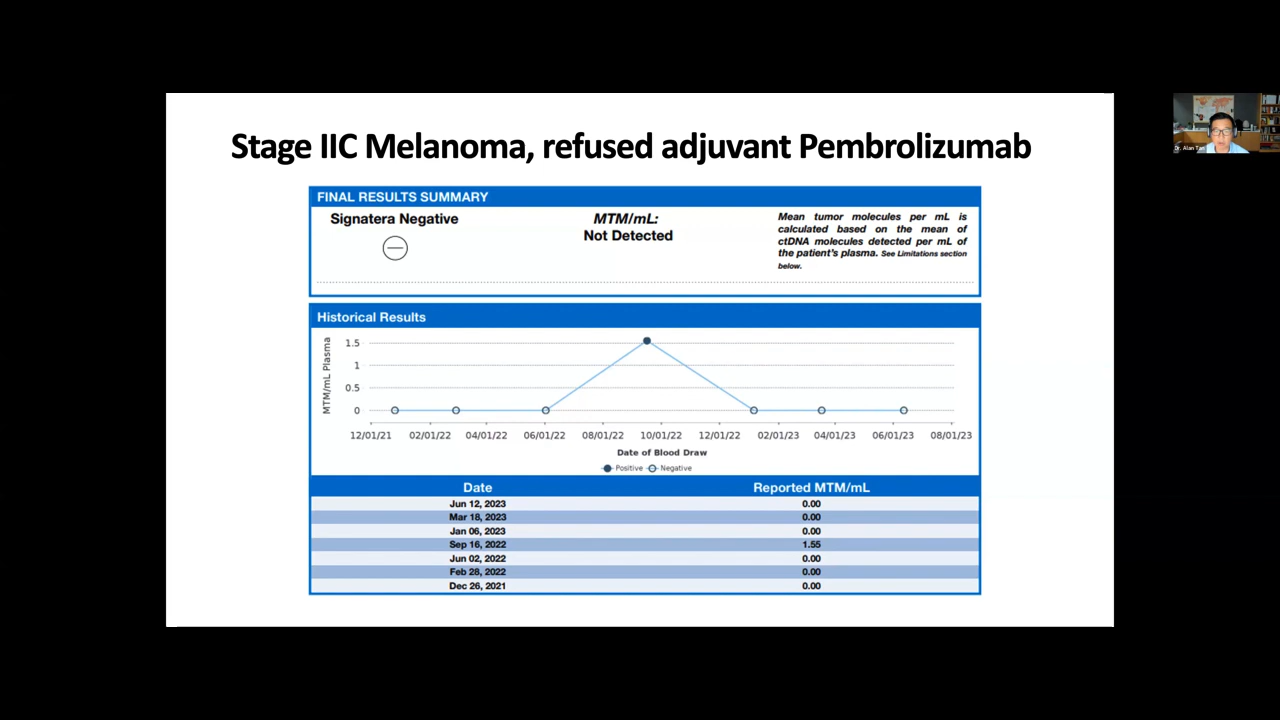 Stage IIC Melanoma, refused adjuvant Pembrolizumab
FINAL RESULTS SUMMARY
Signatera Negative
MTM/mL:
Not Detected
Mean tumor molecules per mL is
calculated based on the mean of
ctDNA molecules detected per mL of
the patient's plasma. See Limitations section
below.
Historical Results
MTM/mL Plasma
1.5
1
0.5
0
12/01/21 02/01/22 04/01/22 06/01/22 08/01/22 10/01/22 12/01/22 02/01/23 04/01/23 06/01/23 08/01/23
Date of Blood Draw
Positive Negative
Date Reported MTM/mL
Jun 12, 2023 0.00
Mar 18, 2023 0.00
Jan 06, 2023 0.00
Sep 16, 2022 1.55
Jun 02, 2022 0.00
Feb 28, 2022 0.00
Dec 26, 2021 0.00
Dr. Alan Tan